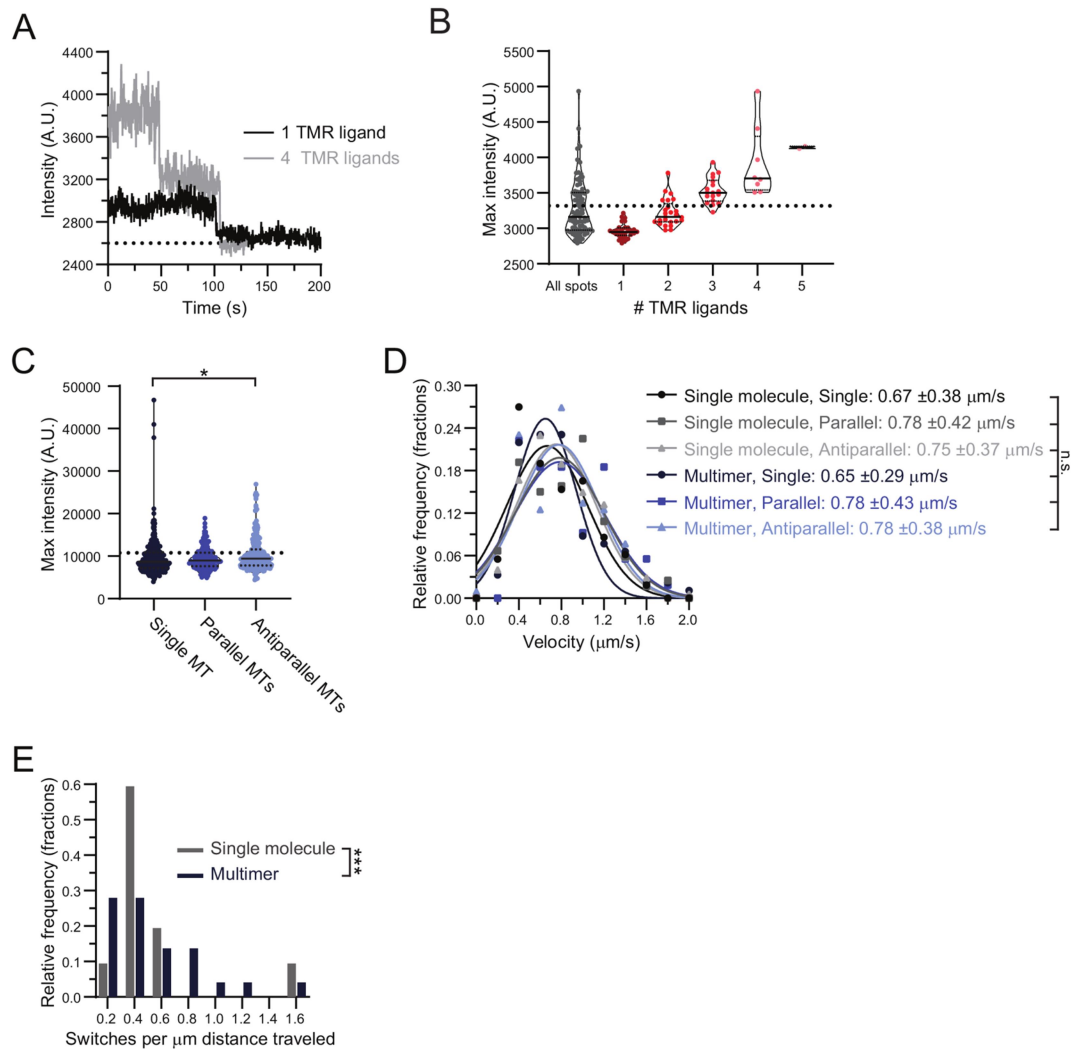 A
4400
4000
3600
3200
2800
2400
Intensity (A.U.)
0 50 100 150 200
Time (s)
1 TMR ligand
4 TMR ligands
B
5500
5000
4500
4000
3500
3000
2500
Max intensity (A.U.)
All spots 1 2 3 4 5
# TMR ligands
C
50000
40000
30000
20000
10000
0
Max intensity (A.U.)
*
Single MT
Parallel MTs
Antiparallel MTs
D
0.30
0.24
0.18
0.12
0.06
0.00
Relative frequency (fractions)
0.0 0.4 0.8 1.2 1.6 2.0
Velocity (μm/s)
Single molecule, Single: 0.67 ±0.38 μm/s
Single molecule, Parallel: 0.78 ±0.42 μm/s
Single molecule, Antiparallel: 0.75 ±0.37 μm/s
Multimer, Single: 0.65 ±0.29 μm/s
Multimer, Parallel: 0.78 ±0.43 μm/s
Multimer, Antiparallel: 0.78 ±0.38 μm/s
n.s.
E
0.6
0.5
0.4
0.3
0.2
0.1
0.0
Relative frequency (fractions)
Single molecule
Multimer
***
0.2 0.4 0.6 0.8 1.0 1.2 1.4 1.6
Switches per μm distance traveled